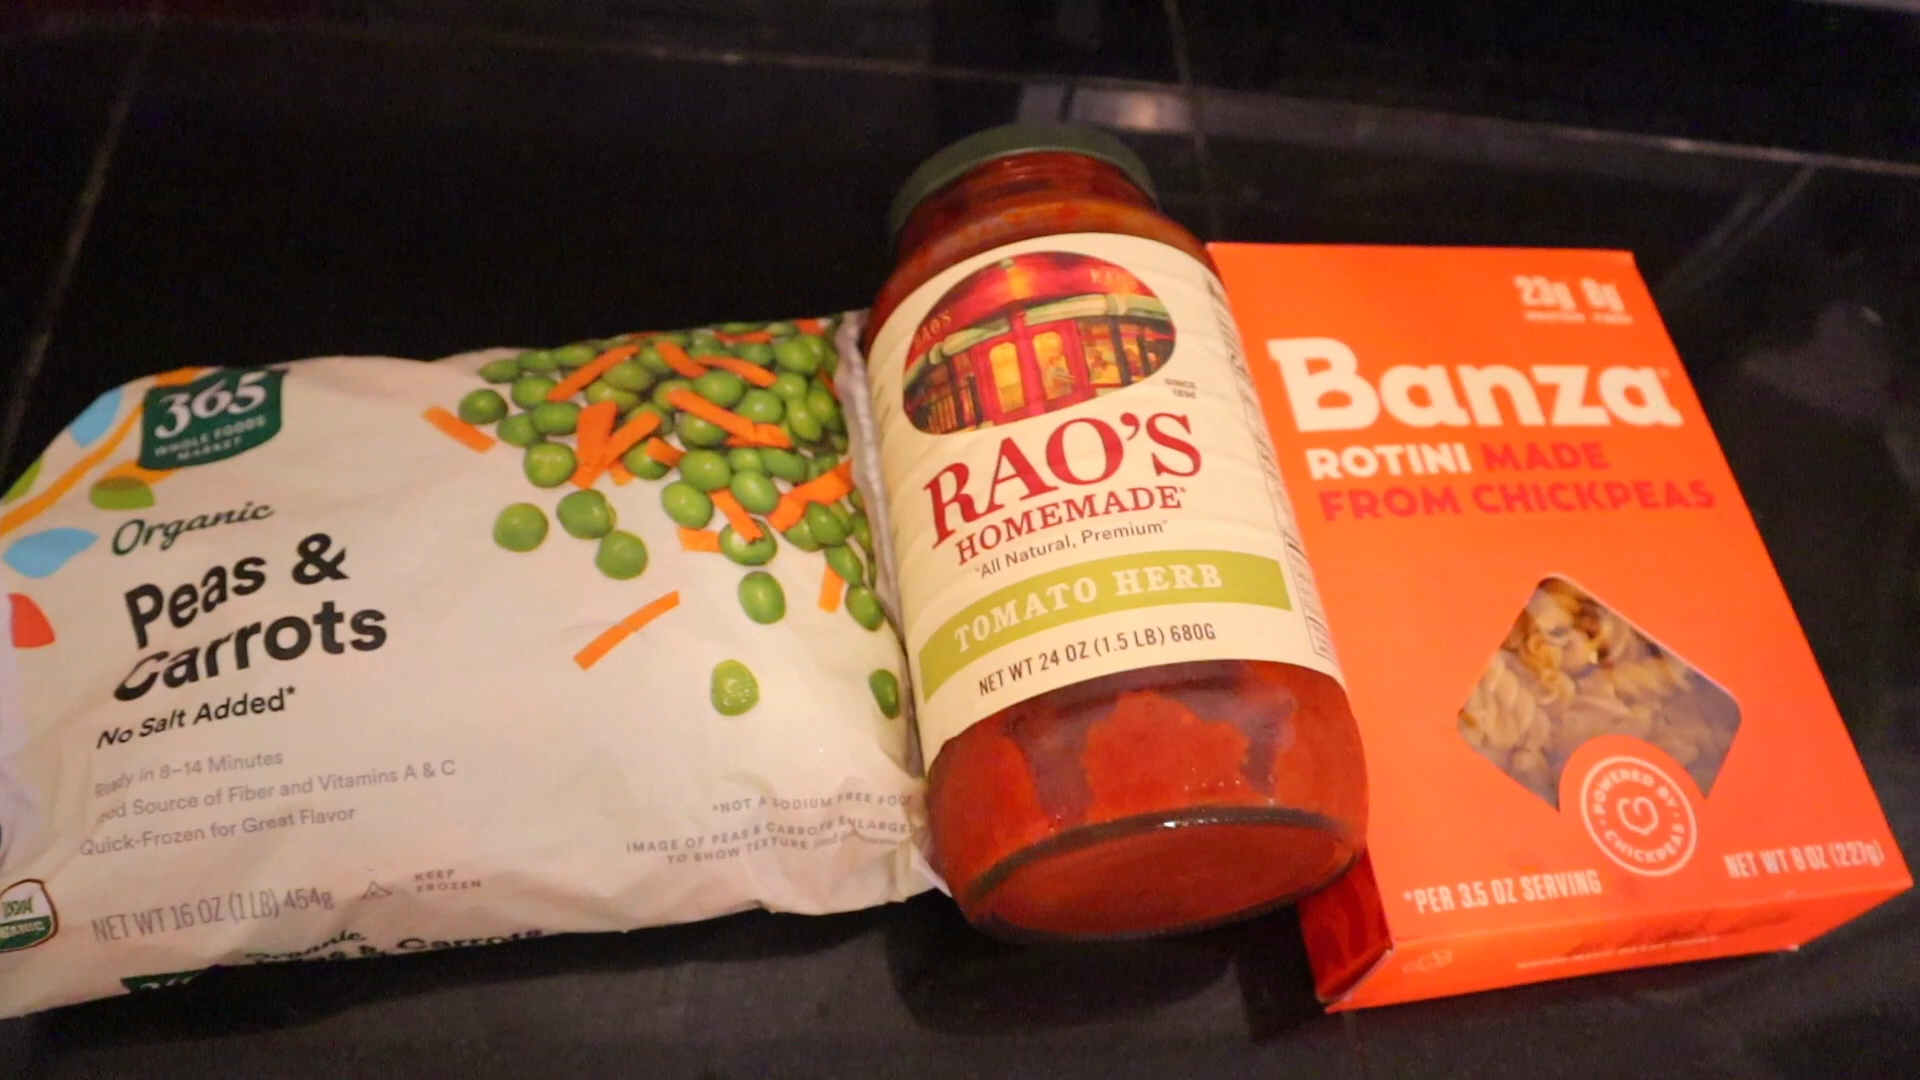 365
WHOLE FOODS
MARKET
Organic
Peas &
Carrots
No Salt Added*
Ready in 8–14 Minutes
Source of Fiber and Vitamins A & C
Quick-Frozen for Great Flavor
NET WT 16 OZ (1 LB) 454g
KEEP
FROZEN
*NOT A SODIUM FREE FOOD
IMAGE OF PEAS & CARROTS ENLARGED
TO SHOW TEXTURE
Organic
& Carrots
RAO'S
SINCE
1896
RAO'S
HOMEMADE®
"All Natural, Premium"
TOMATO HERB
NET WT 24 OZ (1.5 LB) 680G
23g 8g
PROTEIN FIBER
Banza
ROTINI MADE
FROM CHICKPEAS
POWERED BY
CHICKPEAS
*PER 3.5 OZ SERVING
NET WT 8 OZ (227g)